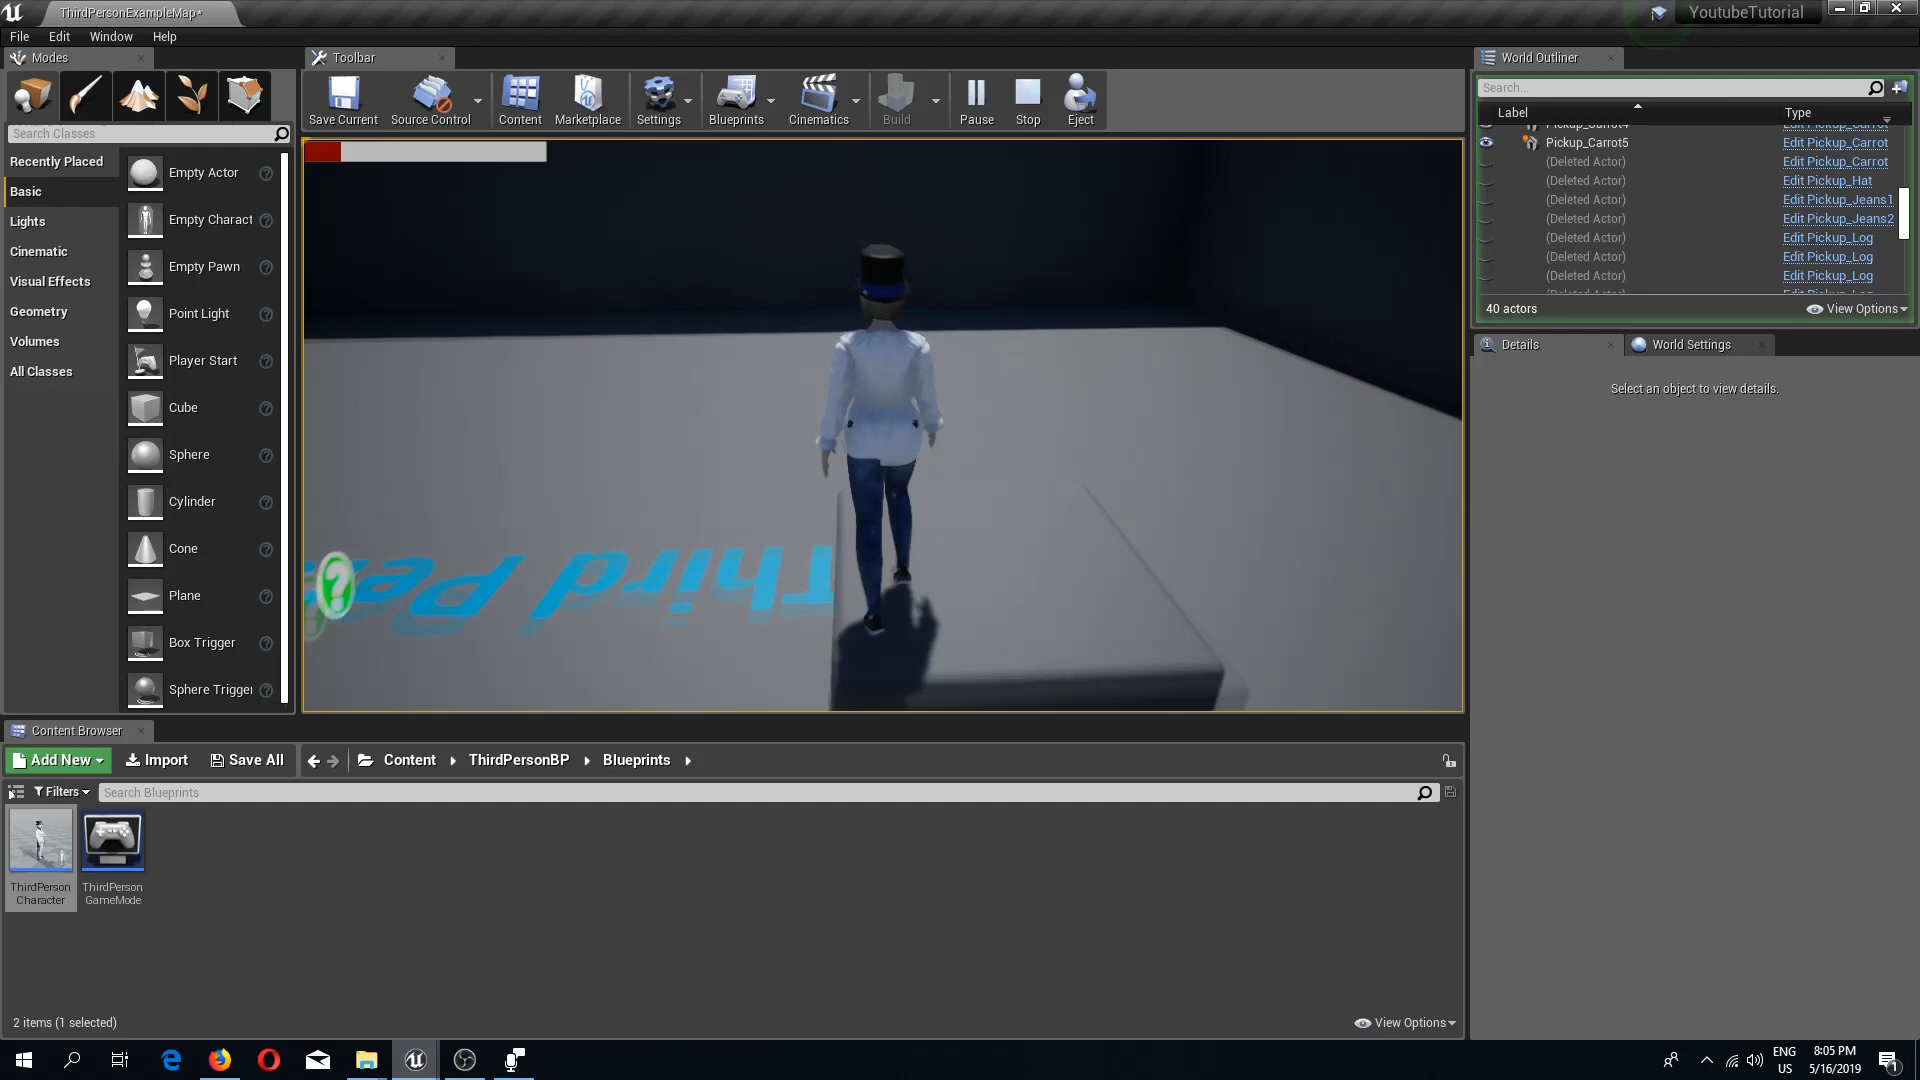 ThirdPersonExampleMap*
YoutubeTutorial
File Edit Window Help
Modes
Toolbar
World Outliner
Save Current
Source Control
Content
Marketplace
Settings
Blueprints
Cinematics
Build
Pause
Stop
Eject
Search Classes
Recently Placed
Basic
Lights
Cinematic
Visual Effects
Geometry
Volumes
All Classes
Empty Actor
Empty Charact
Empty Pawn
Point Light
Player Start
Cube
Sphere
Cylinder
Cone
Plane
Box Trigger
Sphere Trigger
Third Pe
Search...
Label Type
Pickup_Carrot4 Edit Pickup_Carrot
Pickup_Carrot5 Edit Pickup_Carrot
(Deleted Actor) Edit Pickup_Carrot
(Deleted Actor) Edit Pickup_Hat
(Deleted Actor) Edit Pickup_Jeans1
(Deleted Actor) Edit Pickup_Jeans2
(Deleted Actor) Edit Pickup_Log
(Deleted Actor) Edit Pickup_Log
(Deleted Actor) Edit Pickup_Log
40 actors
View Options
Details
World Settings
Select an object to view details.
Content Browser
Add New
Import
Save All
Content
ThirdPersonBP
Blueprints
Filters
Search Blueprints
ThirdPerson
Character
ThirdPerson
GameMode
2 items (1 selected)
View Options
ENG
US
8:05 PM
5/16/2019
1